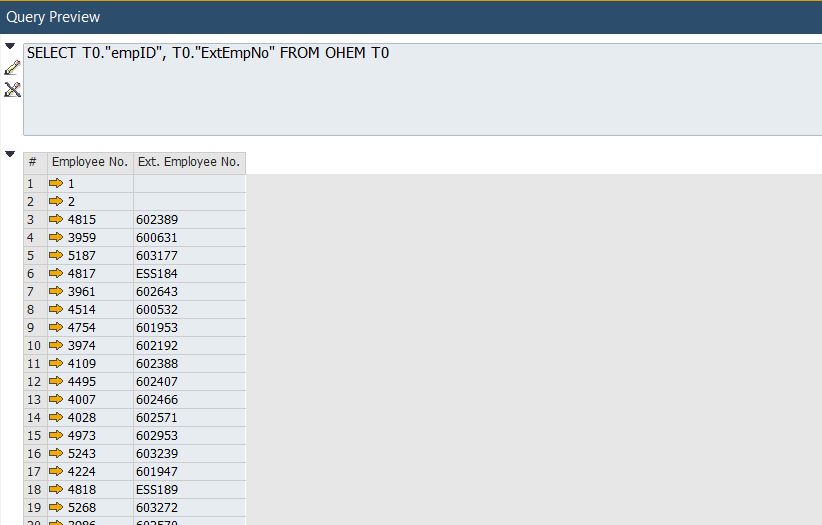 Query Preview
SELECT T0."empID", T0."ExtEmpNo" FROM OHEM T0
# Employee No. Ext. Employee No.
1 1
2 2
3 4815 602389
4 3959 600631
5 5187 603177
6 4817 ESS184
7 3961 602643
8 4514 600532
9 4754 601953
10 3974 602192
11 4109 602388
12 4495 602407
13 4007 602466
14 4028 602571
15 4973 602953
16 5243 603239
17 4224 601947
18 4818 ESS189
19 5268 603272
20 3986 602570